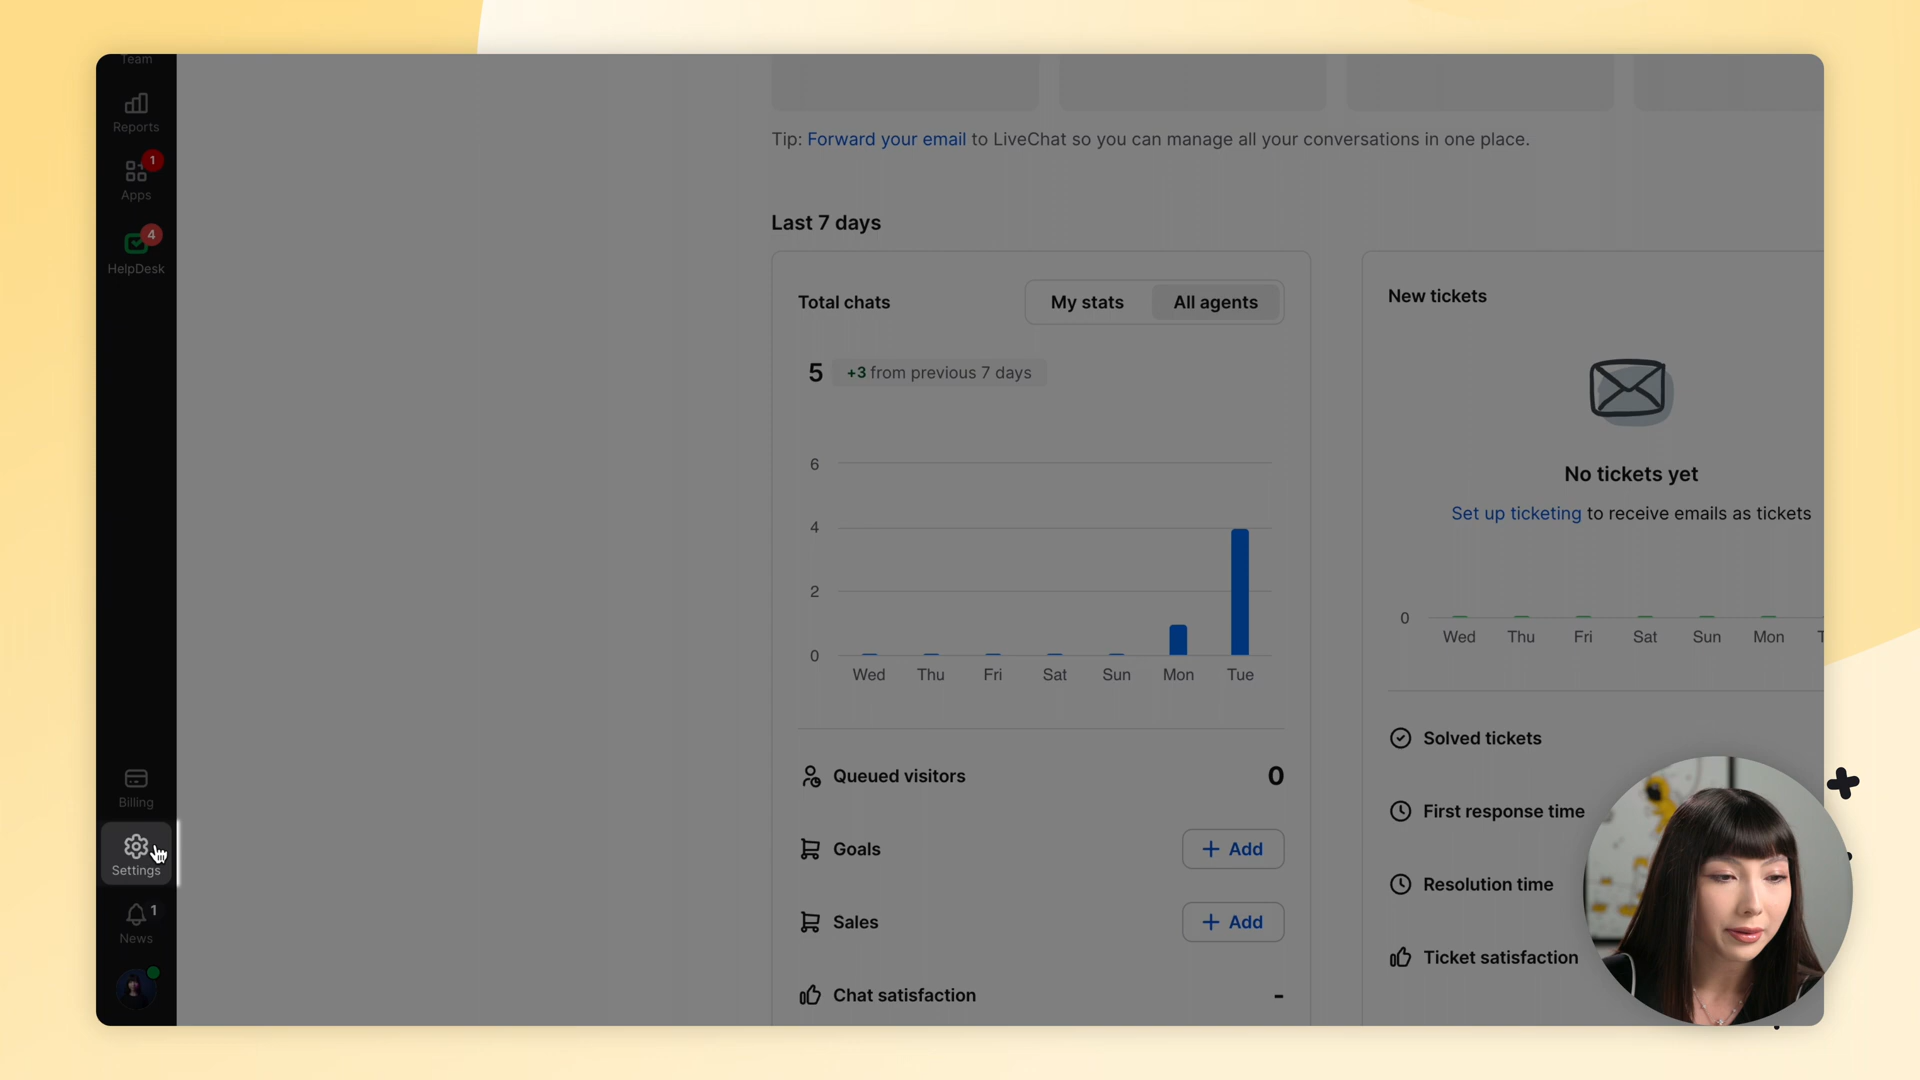 Team
Reports
1
Apps
4
HelpDesk
Billing
Settings
1
News
Tip: Forward your email to LiveChat so you can manage all your conversations in one place.
Last 7 days
Total chats
My stats
All agents
5
+3 from previous 7 days
6
4
2
0
Wed Thu Fri Sat Sun Mon Tue
Queued visitors
0
Goals
+ Add
Sales
+ Add
Chat satisfaction
-
New tickets
No tickets yet
Set up ticketing to receive emails as tickets
0
Wed Thu Fri Sat Sun Mon
Solved tickets
First response time
Resolution time
Ticket satisfaction